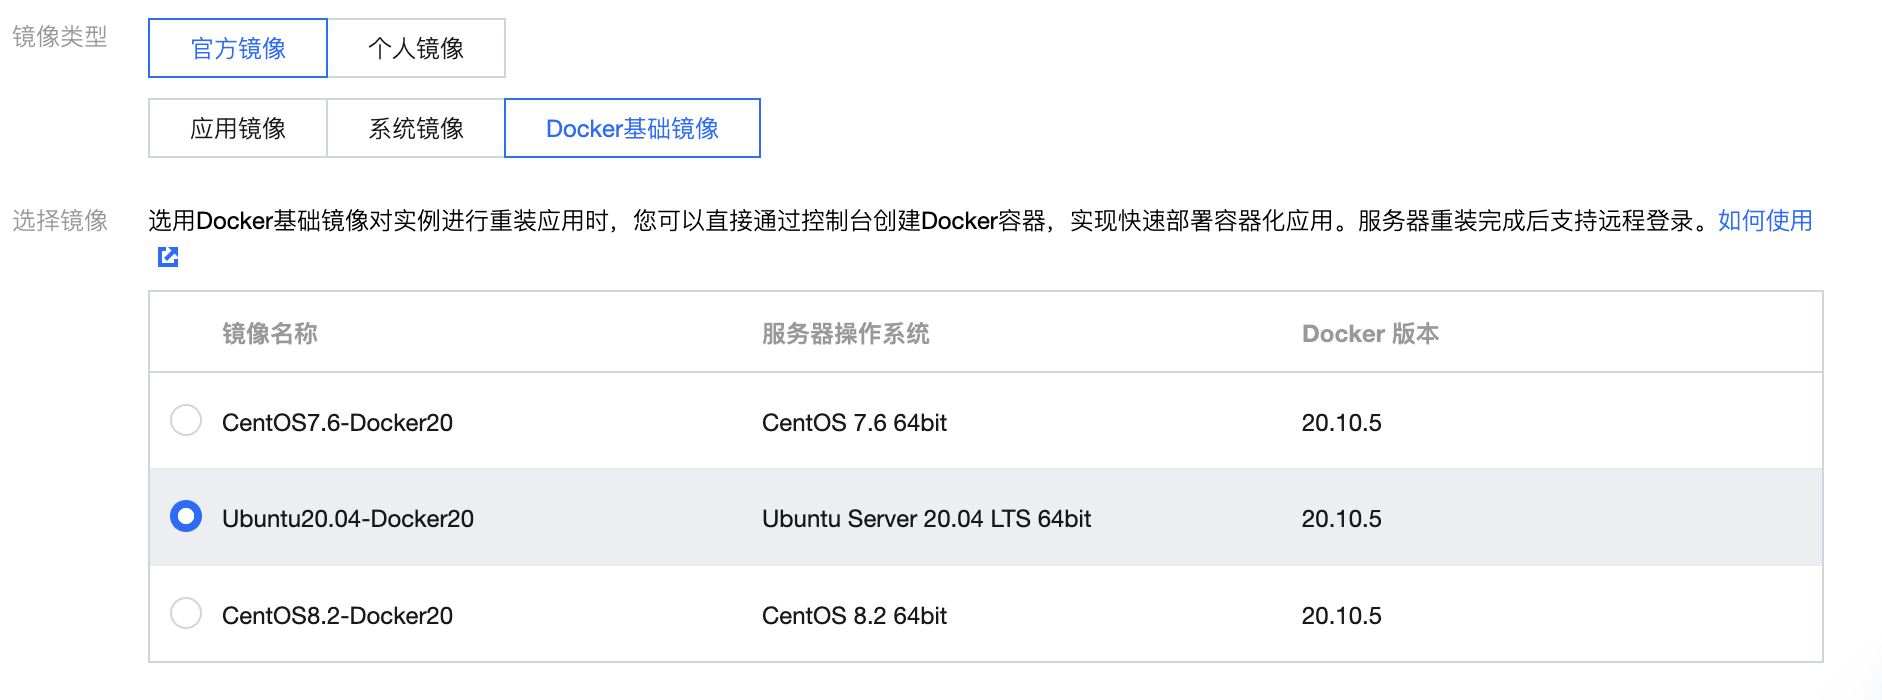 镜像类型
官方镜像 个人镜像
应用镜像 系统镜像 Docker基础镜像
选择镜像 选用Docker基础镜像对实例进行重装应用时，您可以直接通过控制台创建Docker容器，实现快速部署容器化应用。服务器重装完成后支持远程登录。如何使用
镜像名称 服务器操作系统 Docker 版本
CentOS7.6-Docker20 CentOS 7.6 64bit 20.10.5
Ubuntu20.04-Docker20 Ubuntu Server 20.04 LTS 64bit 20.10.5
CentOS8.2-Docker20 CentOS 8.2 64bit 20.10.5